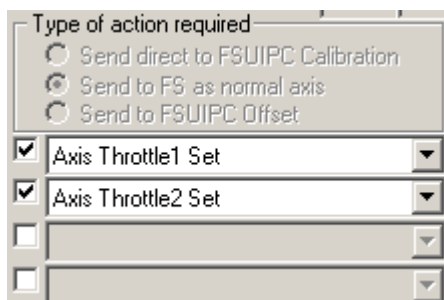 Type of action required
Send direct to FSUIPC Calibration
Send to FS as normal axis
Send to FSUIPC Offset
Axis Throttle1 Set
Axis Throttle2 Set